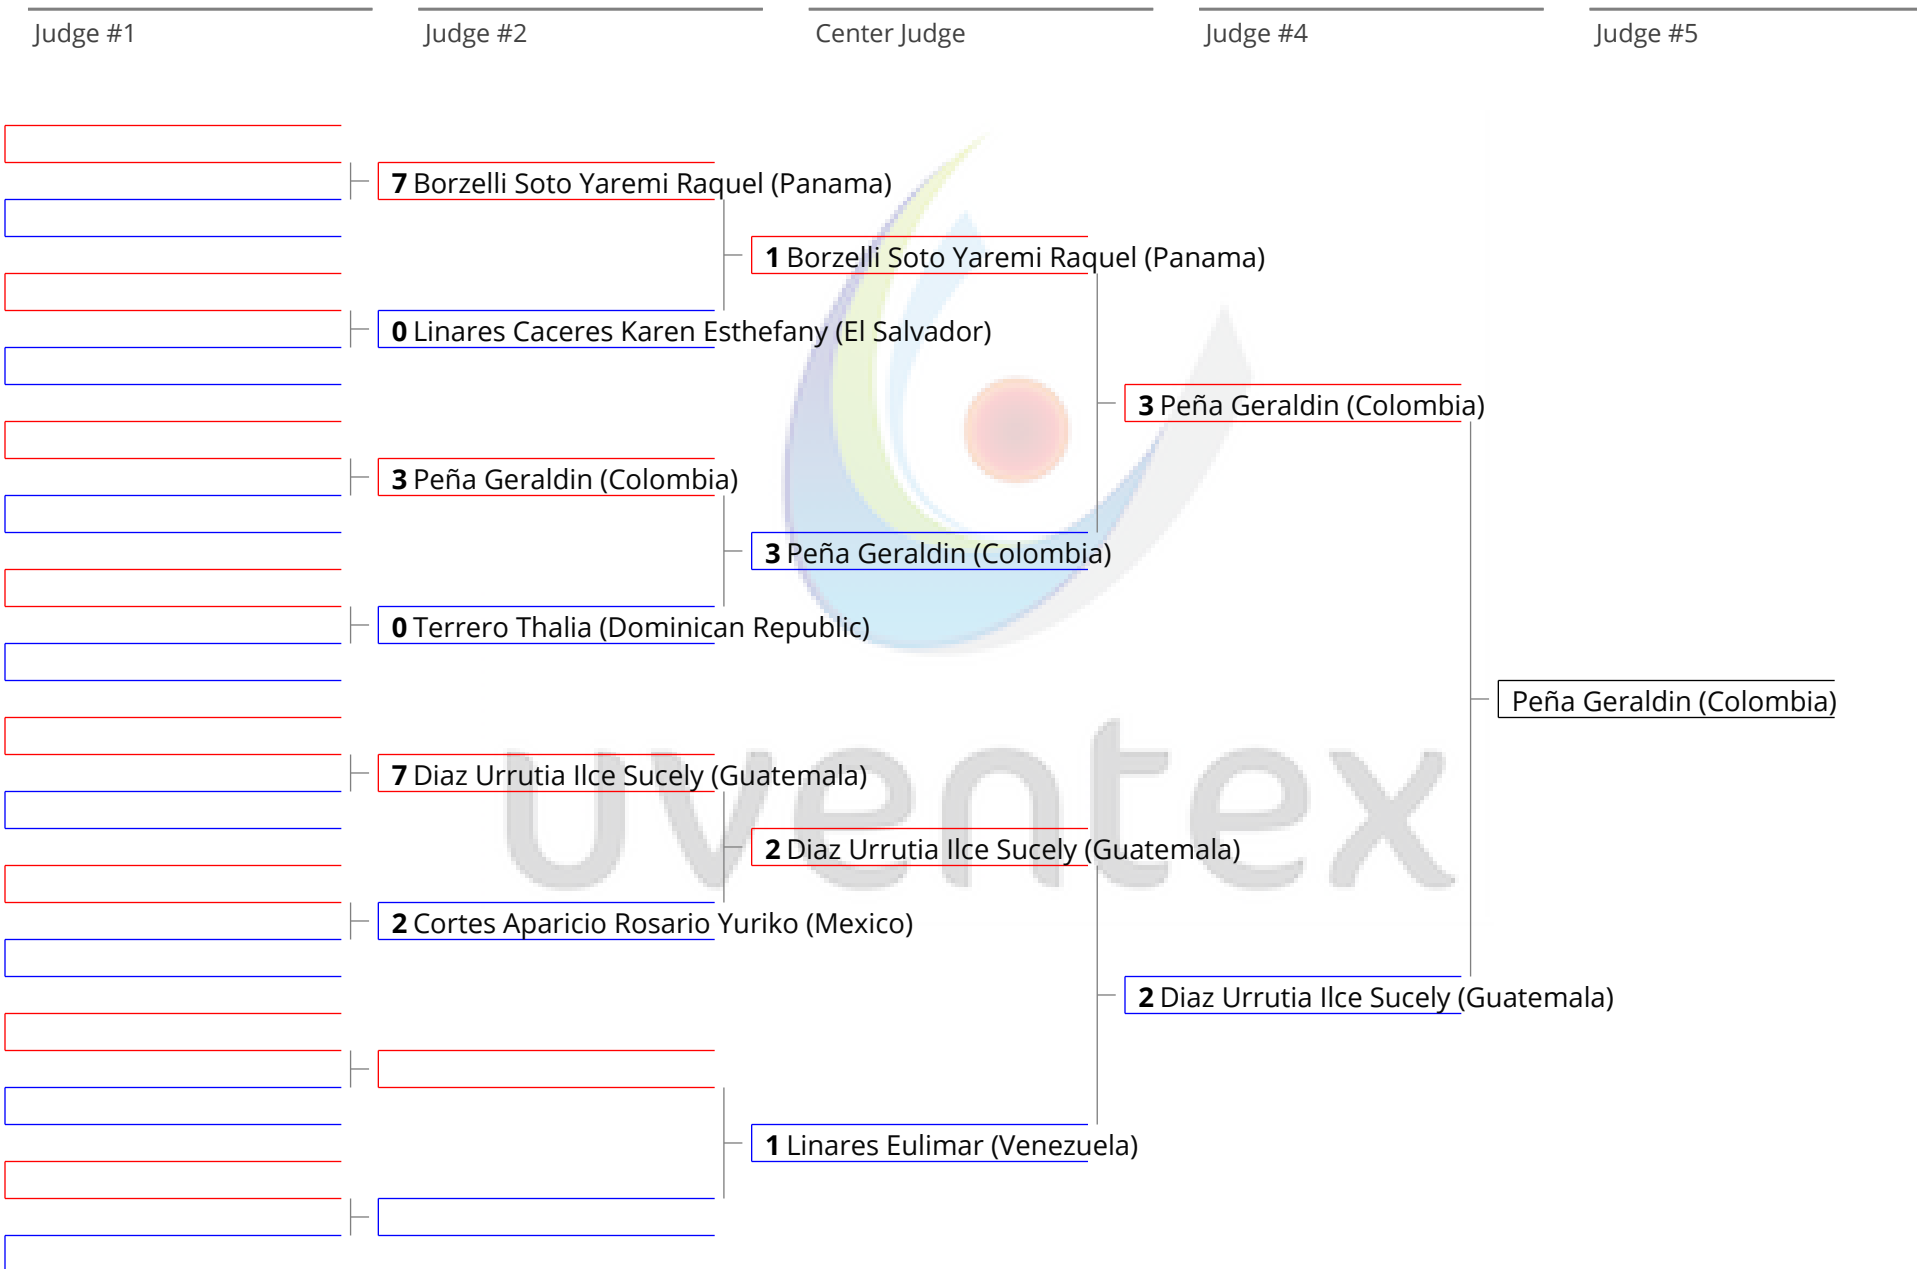 Judge #1 Judge #2 Center Judge Judge #4 Judge #5
7 Borzelli Soto Yaremi Raquel (Panama)
1 Borzelli Soto Yaremi Raquel (Panama)
0 Linares Caceres Karen Esthefany (El Salvador)
3 Peña Geraldin (Colombia)
3 Peña Geraldin (Colombia)
3 Peña Geraldin (Colombia)
0 Terrero Thalia (Dominican Republic)
Peña Geraldin (Colombia)
7 Diaz Urrutia Ilce Sucely (Guatemala)
uventex
2 Diaz Urrutia Ilce Sucely (Guatemala)
2 Cortes Aparicio Rosario Yuriko (Mexico)
2 Diaz Urrutia Ilce Sucely (Guatemala)
1 Linares Eulimar (Venezuela)